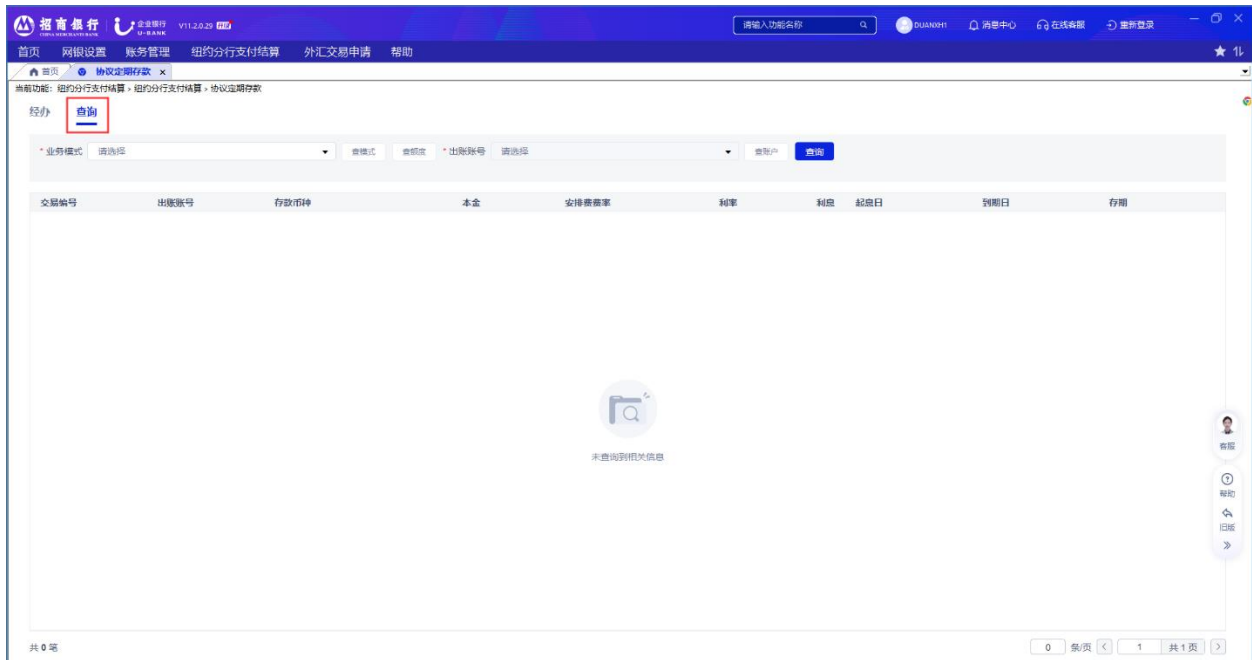 招商银行 企业银行 U-BANK V11.2.0.29 请输入功能名称 DUANXH1 消息中心 在线客服 重新登录
CHINA MERCHANTS BANK
首页 网银设置 账务管理 纽约分行支付结算 外汇交易申请 帮助
首页 协议定期存款 ×
当前功能: 纽约分行支付结算 > 纽约分行支付结算 > 协议定期存款
经办 查询
* 业务模式 请选择 查模式 查额度 * 出账账号 请选择 查账户 查询
交易编号 出账账号 存款币种 本金 安排费费率 利率 利息 起息日 到期日 存期
未查询到相关信息
客服
帮助
旧版
共 0 笔 0 条/页 1 共 1 页